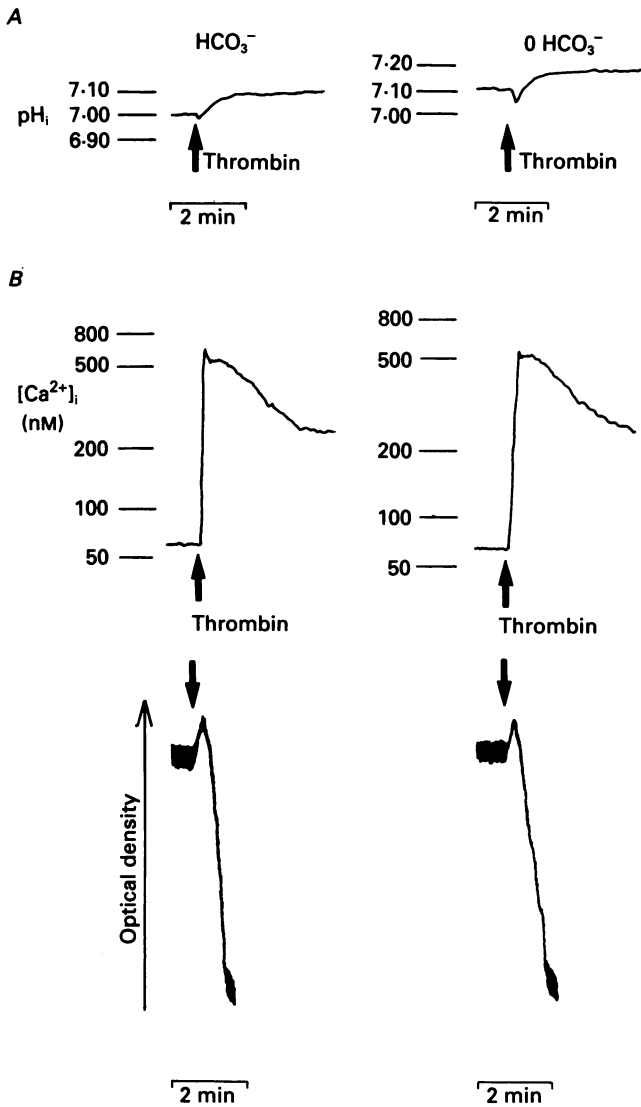 A
HCO₃⁻
0 HCO₃⁻
pHᵢ
7·10
7·00
6·90
7·20
7·10
7·00
Thrombin
Thrombin
2 min
2 min
B
[Ca²⁺]ᵢ
(nM)
800
500
200
100
50
800
500
200
100
50
Thrombin
Thrombin
Optical density
2 min
2 min